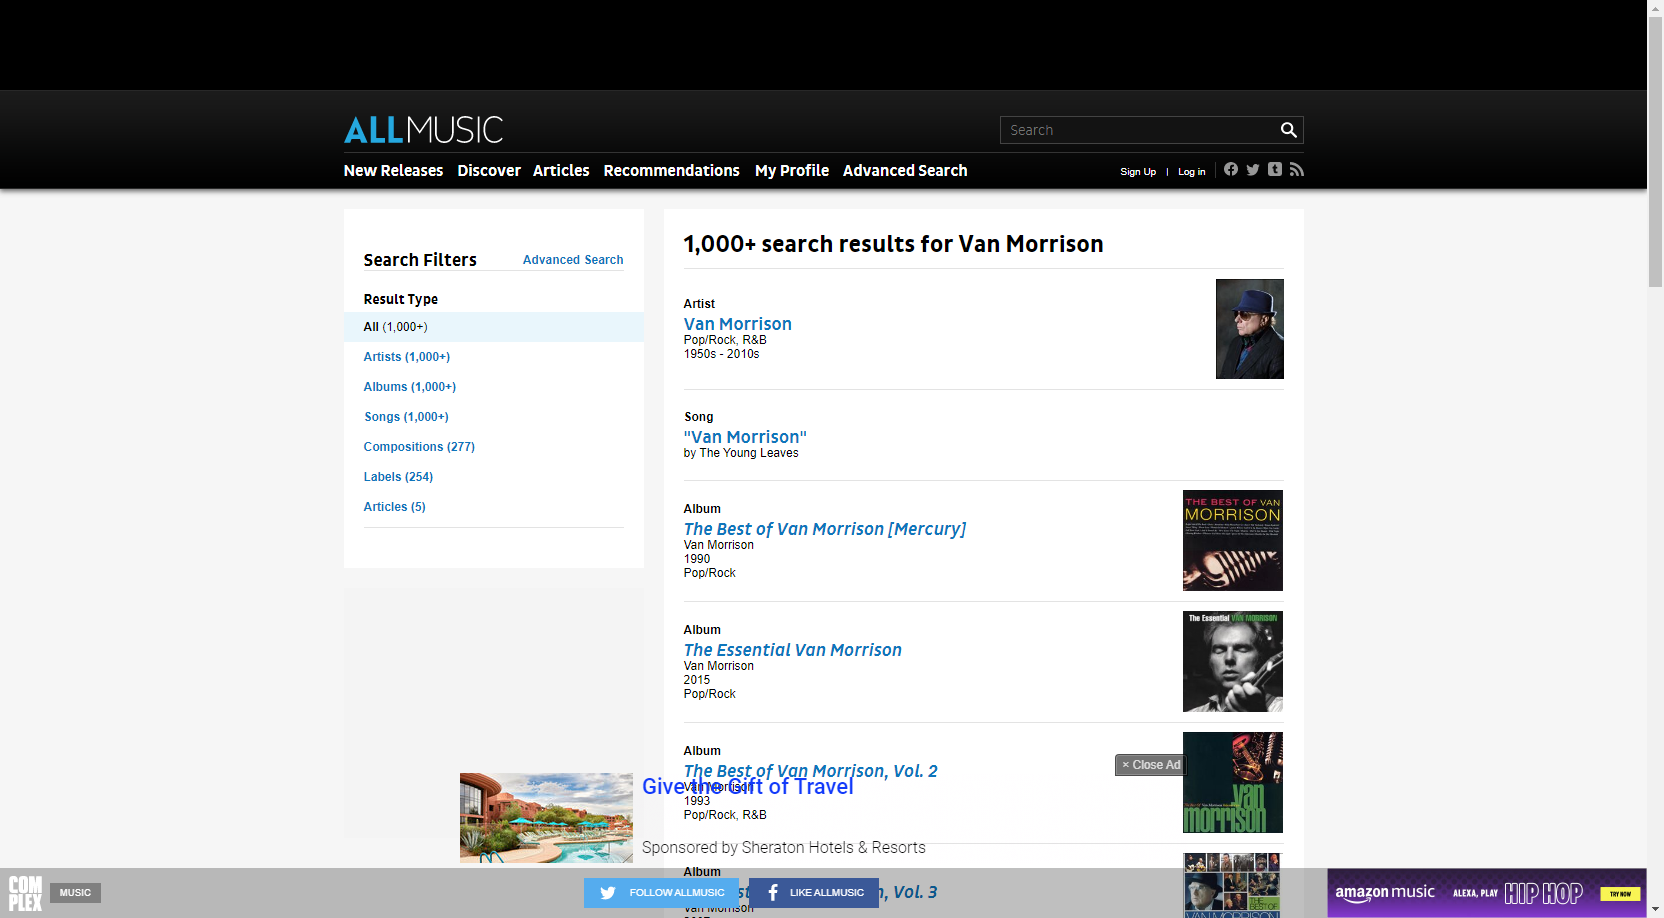 ALLMUSIC
Search
New Releases Discover Articles Recommendations My Profile Advanced Search
Sign Up | Log in
Search Filters
Advanced Search
Result Type
All (1,000+)
Artists (1,000+)
Albums (1,000+)
Songs (1,000+)
Compositions (277)
Labels (254)
Articles (5)
1,000+ search results for Van Morrison
Artist
Van Morrison
Pop/Rock, R&B
1950s - 2010s
Song
"Van Morrison"
by The Young Leaves
Album
The Best of Van Morrison [Mercury]
Van Morrison
1990
Pop/Rock
THE BEST OF VAN
MORRISON
Album
The Essential Van Morrison
Van Morrison
2015
Pop/Rock
The Essential VAN MORRISON
Album
The Best of Van Morrison, Vol. 2
Van Morrison
1993
Pop/Rock, R&B
van
morrison
× Close Ad
Give the Gift of Travel
Sponsored by Sheraton Hotels & Resorts
Album
st
n, Vol. 3
Van Morrison
THE BEST OF
VAN MORRISON
COM
PLEX
MUSIC
FOLLOW ALLMUSIC
LIKE ALLMUSIC
amazon music
ALEXA, PLAY
HIP HOP
TRY NOW